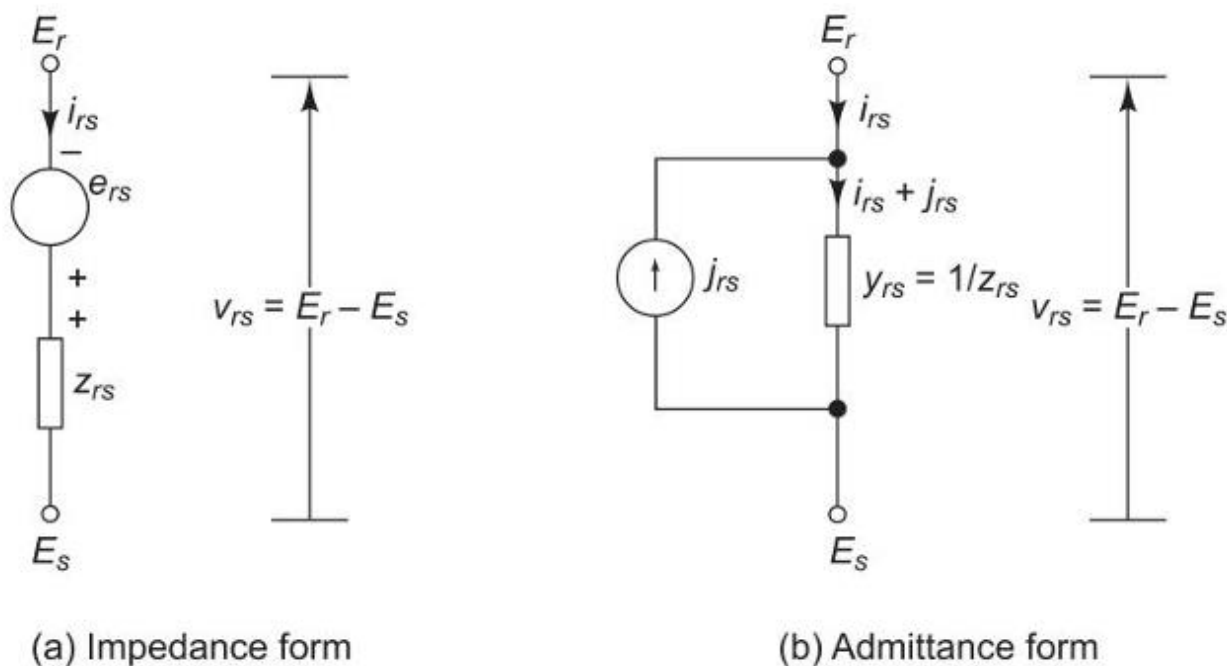 E_r
i_rs
–
e_rs
+
+
z_rs
E_s
v_rs = E_r – E_s
(a) Impedance form
E_r
i_rs
i_rs + j_rs
j_rs
y_rs = 1/z_rs
v_rs = E_r – E_s
E_s
(b) Admittance form